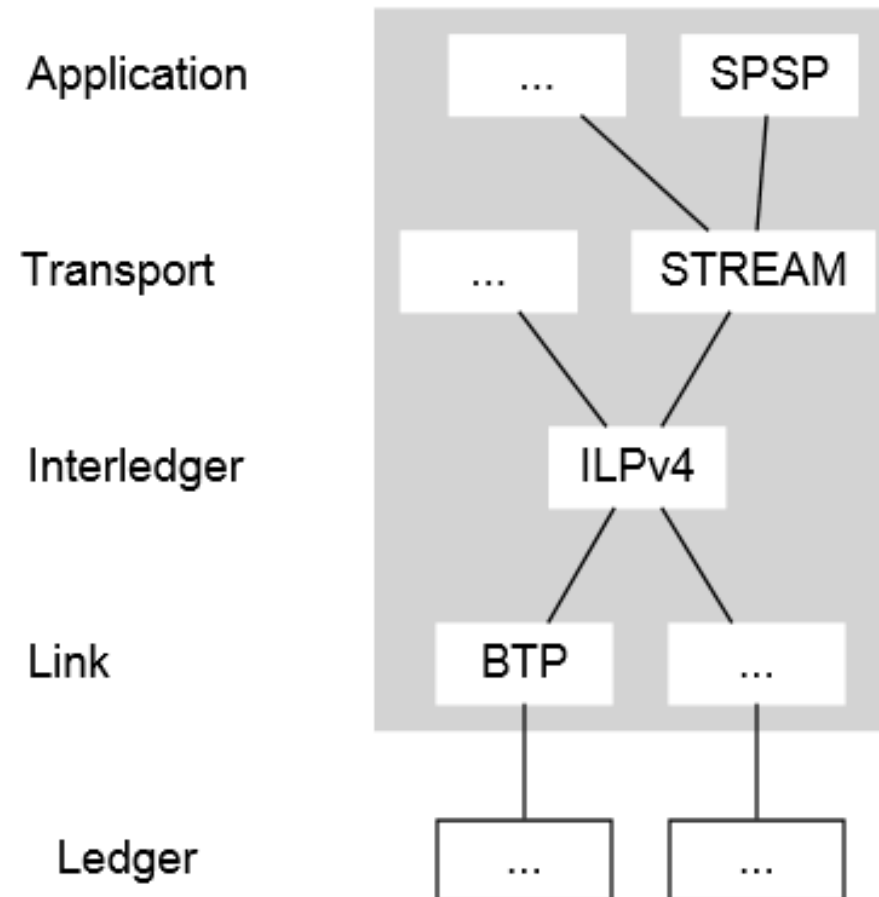 Application ... SPSP
Transport ... STREAM
Interledger ILPv4
Link BTP ...
Ledger ... ...